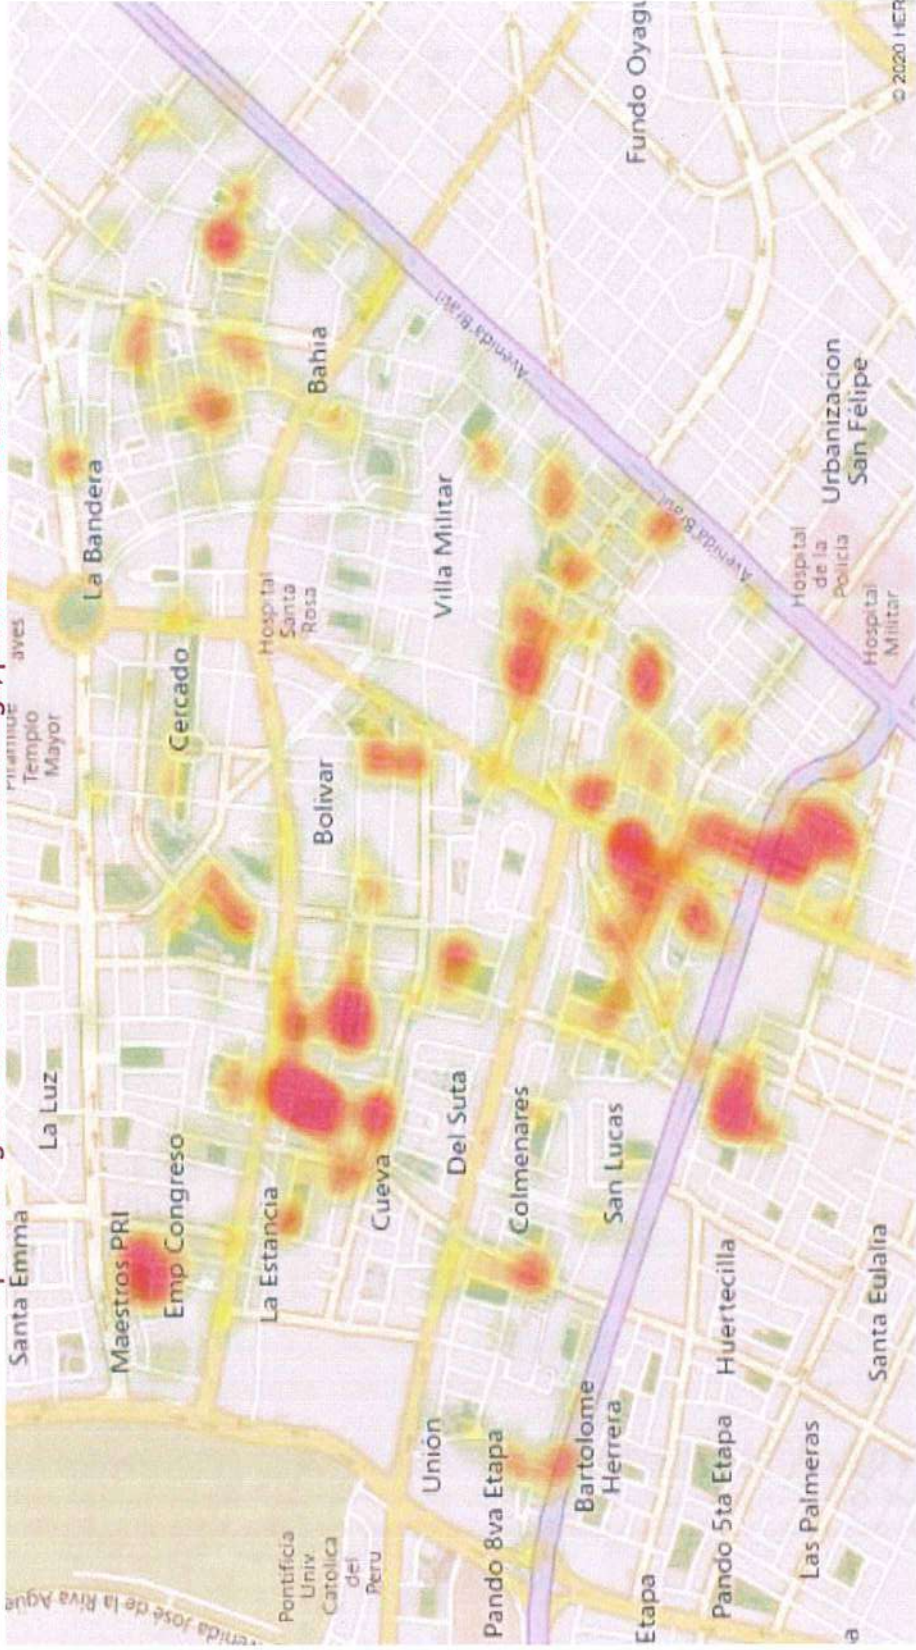 Santa Emma
aves
Templo
Mayor
La Luz
La Bandera
Maestros PRI
Emp Congreso
Cercado
José de la Riva Agüe
La Estancia
Hospital
Santa
Rosa
Pontificia
Univ
Catolica
del
Peru
Bolivar
Bahia
Cueva
Unión
Del Suta
Villa Militar
Avenida Brasil
Pando 8va Etapa
Colmenares
Bartolome
Herrera
San Lucas
Fundo Oyagu
Etapa
Avenida Brasil
Pando 5ta Etapa
Huertecilla
Las Palmeras
Hospital
de la
Policia
Urbanizacion
San Felipe
Santa Eulalia
Hospital
Militar
a
© 2020 HER